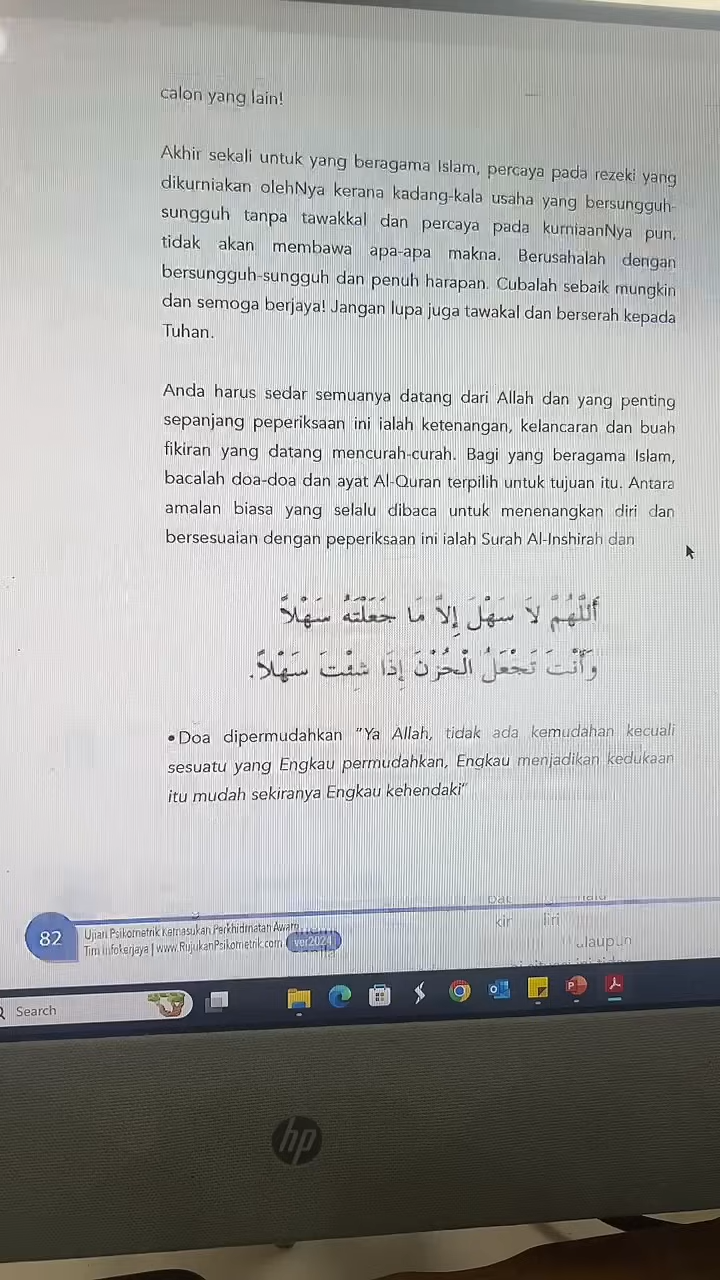 calon yang lain!
Akhir sekali untuk yang beragama Islam, percaya pada rezeki yang
dikurniakan olehNya kerana kadang-kala usaha yang bersungguh-
sungguh tanpa tawakkal dan percaya pada kurniaanNya pun,
tidak akan membawa apa-apa makna. Berusahalah dengan
bersungguh-sungguh dan penuh harapan. Cubalah sebaik mungkin
dan semoga berjaya! Jangan lupa juga tawakal dan berserah kepada
Tuhan.
Anda harus sedar semuanya datang dari Allah dan yang penting
sepanjang peperiksaan ini ialah ketenangan, kelancaran dan buah
fikiran yang datang mencurah-curah. Bagi yang beragama Islam,
bacalah doa-doa dan ayat Al-Quran terpilih untuk tujuan itu. Antara
amalan biasa yang selalu dibaca untuk menenangkan diri dan
bersesuaian dengan peperiksaan ini ialah Surah Al-Inshirah dan
أَللَّهُمَّ لاَ سَهْلَ إِلاَّ مَا جَعَلْتَهُ سَهْلاً
وَأَنْتَ تَجْعَلُ الْحُزْنَ إِذَا شِئْتَ سَهْلاً.
•Doa dipermudahkan "Ya Allah, tidak ada kemudahan kecuali
sesuatu yang Engkau permudahkan, Engkau menjadikan kedukaan
itu mudah sekiranya Engkau kehendaki"
82
Ujian Psikometrik Kemasukan Perkhidmatan Awam
Tim Infokerjaya | www.RujukanPsikometrik.com ver2024
kir
ulaupun
Search
hp